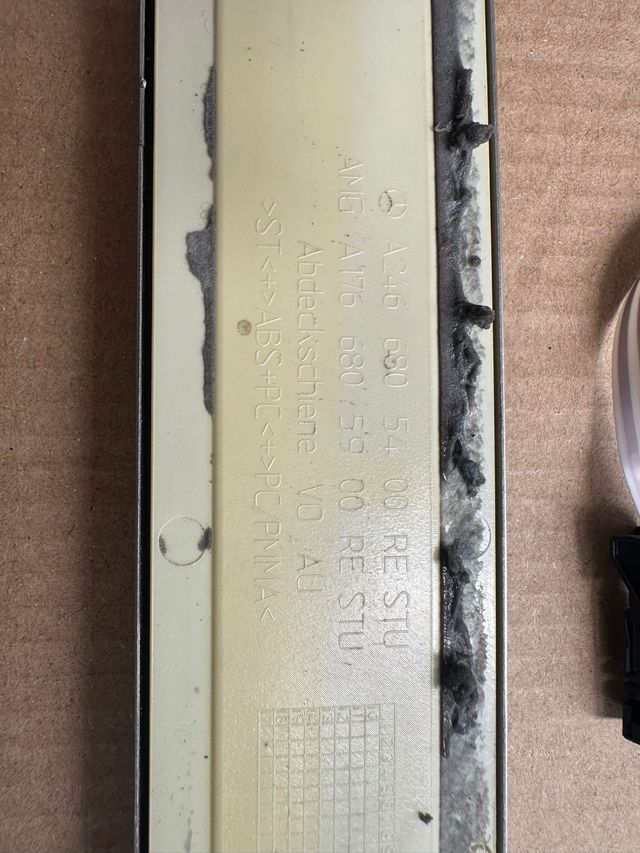 A246 680 54 00 RE STU
AMG A176 680 59 00 RE STU
Abdeckschiene VO AU
>ST<+>ABS+PC<+>PC/PMMA<